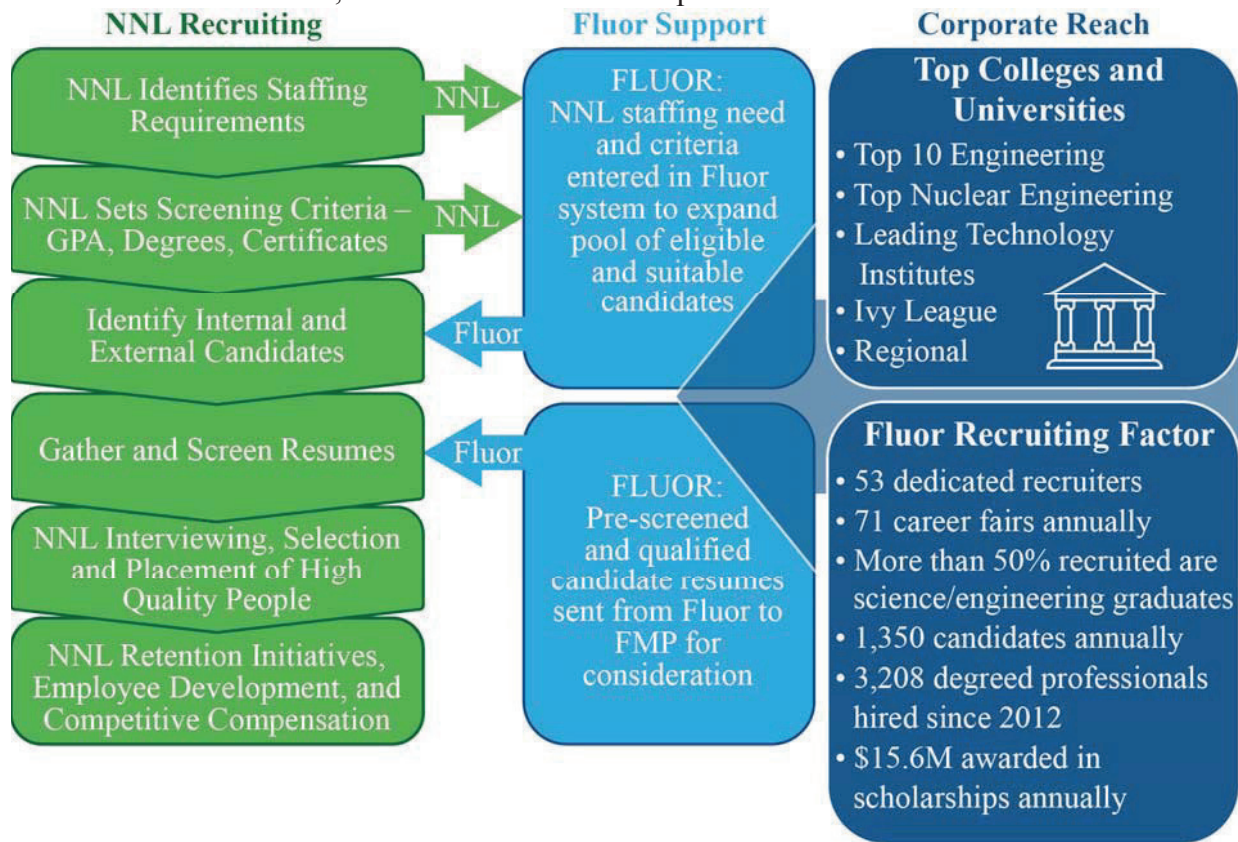 NNL Recruiting
NNL Identifies Staffing
Requirements
NNL
NNL Sets Screening Criteria –
GPA, Degrees, Certificates
NNL
Identify Internal and
External Candidates
Fluor
Gather and Screen Resumes
Fluor
NNL Interviewing, Selection
and Placement of High
Quality People
NNL Retention Initiatives,
Employee Development, and
Competitive Compensation
Fluor Support
FLUOR:
NNL staffing need
and criteria
entered in Fluor
system to expand
pool of eligible
and suitable
candidates
FLUOR:
Pre-screened
and qualified
candidate resumes
sent from Fluor to
FMP for
consideration
Corporate Reach
Top Colleges and
Universities
• Top 10 Engineering
• Top Nuclear Engineering
• Leading Technology
Institutes
• Ivy League
• Regional
Fluor Recruiting Factor
• 53 dedicated recruiters
• 71 career fairs annually
• More than 50% recruited are
science/engineering graduates
• 1,350 candidates annually
• 3,208 degreed professionals
hired since 2012
• $15.6M awarded in
scholarships annually